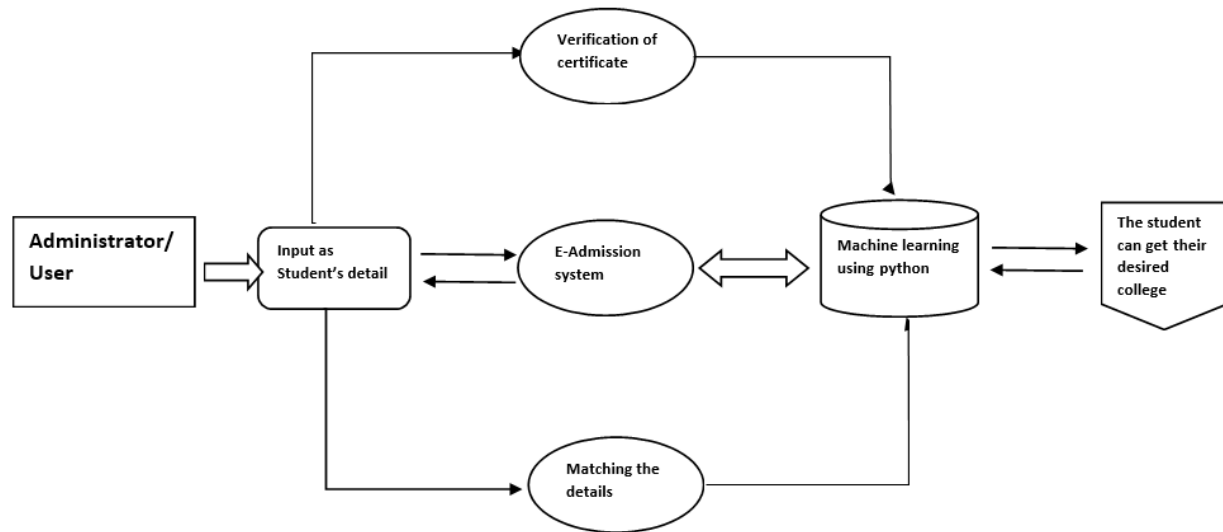 Verification of
certificate
Administrator/
User
Input as
Student's detail
E-Admission
system
Machine learning
using python
The student
can get their
desired
college
Matching the
details